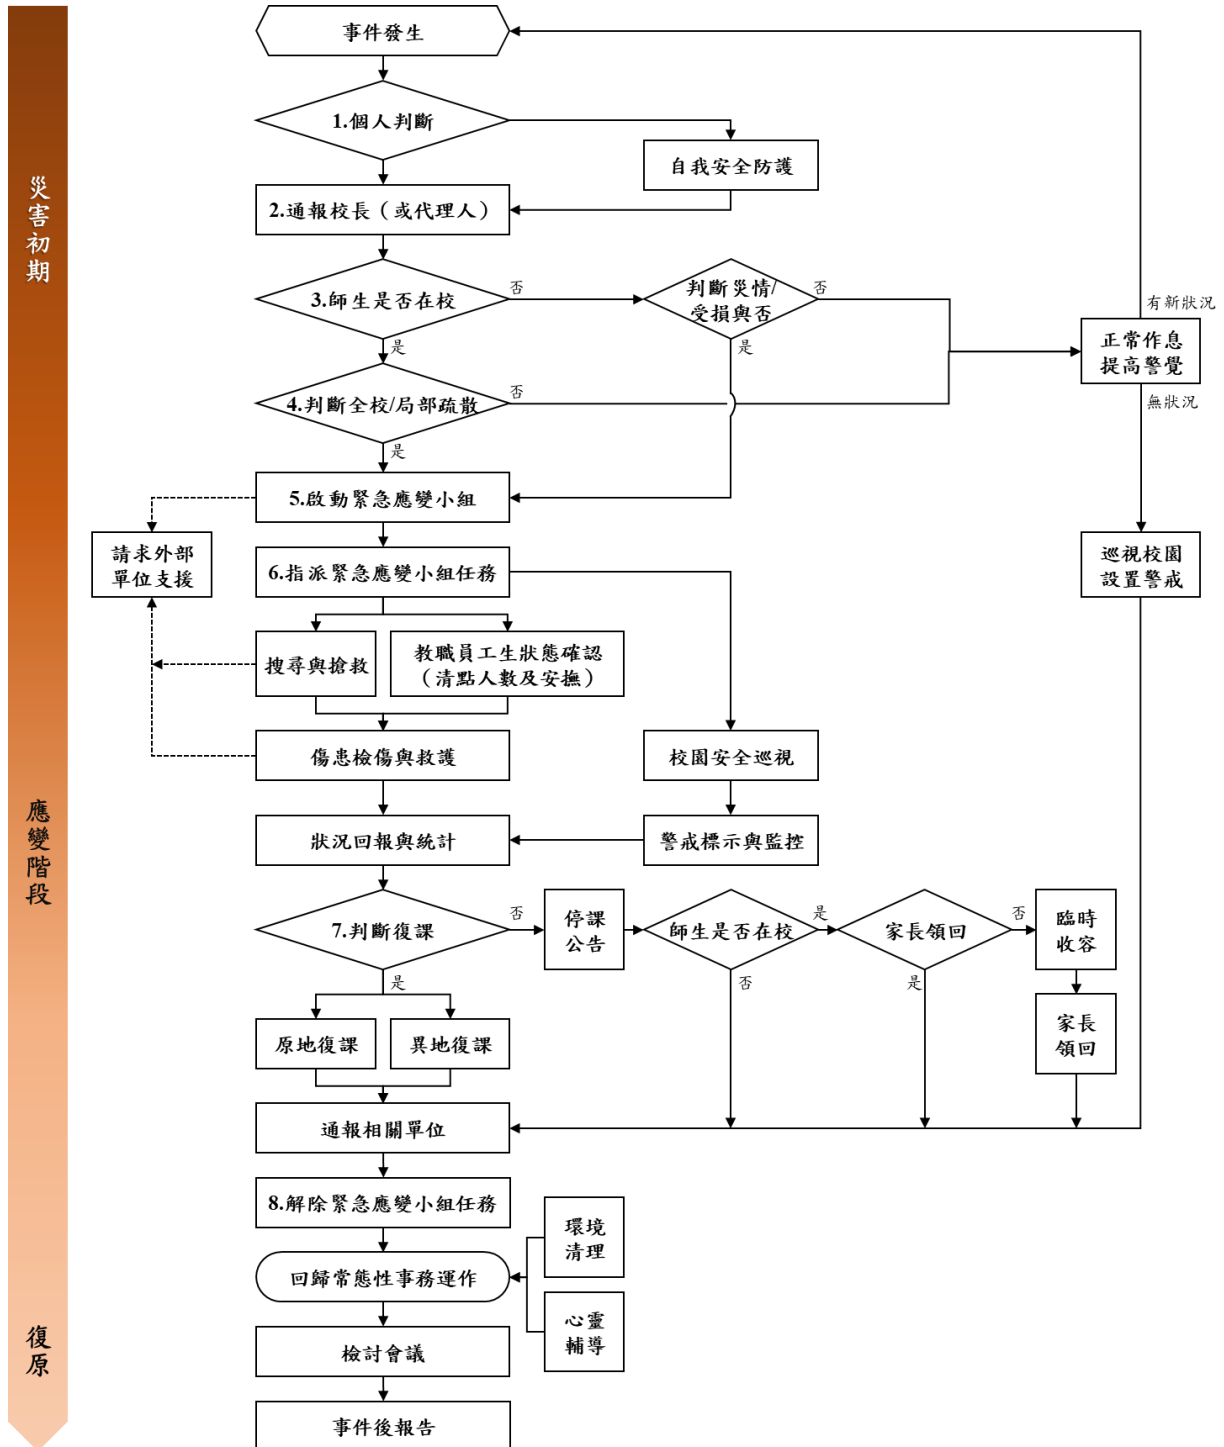 災害初期
應變階段
復原
事件發生
1.個人判斷
自我安全防護
2.通報校長（或代理人）
3.師生是否在校
否
判斷災情/
受損與否
否
有新狀況
正常作息
提高警覺
無狀況
是
是
4.判斷全校/局部疏散
否
是
5.啟動緊急應變小組
請求外部
單位支援
6.指派緊急應變小組任務
巡視校園
設置警戒
搜尋與搶救
教職員工生狀態確認
（清點人數及安撫）
傷患檢傷與救護
校園安全巡視
狀況回報與統計
警戒標示與監控
7.判斷復課
否
停課
公告
師生是否在校
是
家長領回
否
臨時
收容
是
否
是
家長
領回
原地復課
異地復課
通報相關單位
8.解除緊急應變小組任務
環境
清理
回歸常態性事務運作
心靈
輔導
檢討會議
事件後報告